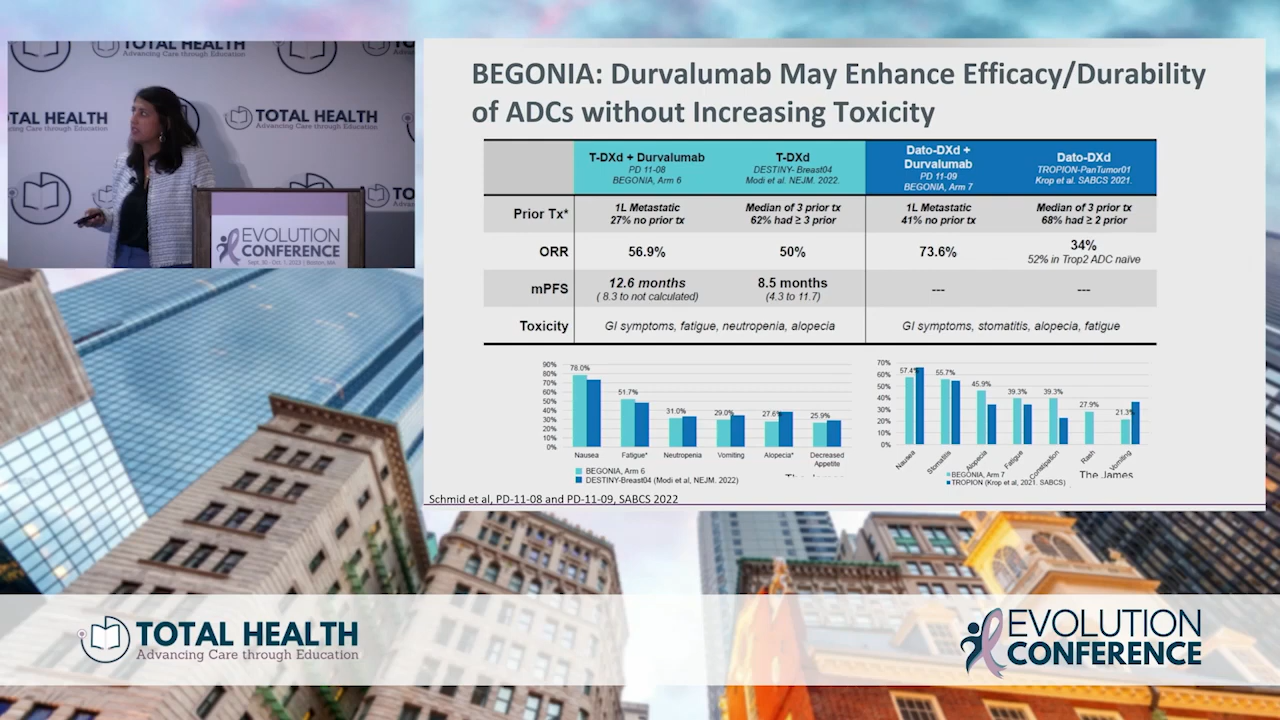 TOTAL HEALTH
Advancing Care through Education
TAL HEALTH
TOTAL HEALTH
Advancing Care through Education
EVOLUTION
CONFERENCE
Sept. 30 - Oct. 1, 2023 | Boston, MA
BEGONIA: Durvalumab May Enhance Efficacy/Durability
of ADCs without Increasing Toxicity
T-DXd + Durvalumab
PD 11-08
BEGONIA, Arm 6
T-DXd
DESTINY- Breast04
Modi et al. NEJM. 2022.
Dato-DXd +
Durvalumab
PD 11-09
BEGONIA, Arm 7
Dato-DXd
TROPION-PanTumor01
Krop et al. SABCS 2021.
Prior Tx*
1L Metastatic
27% no prior tx
Median of 3 prior tx
62% had ≥ 3 prior
1L Metastatic
41% no prior tx
Median of 3 prior tx
68% had ≥ 2 prior
ORR
56.9%
50%
73.6%
34%
52% in Trop2 ADC naïve
mPFS
12.6 months
( 8.3 to not calculated)
8.5 months
(4.3 to 11.7)
---
---
Toxicity
GI symptoms, fatigue, neutropenia, alopecia
GI symptoms, stomatitis, alopecia, fatigue
90%
80%
70%
60%
50%
40%
30%
20%
10%
0%
78.0%
51.7%
31.0%
29.0%
27.6%
25.9%
Nausea
Fatigue*
Neutropenia
Vomiting
Alopecia*
Decreased
Appetite
BEGONIA, Arm 6
DESTINY-Breast04 (Modi et al, NEJM. 2022)
70%
60%
50%
40%
30%
20%
10%
0%
57.4%
55.7%
45.9%
39.3%
39.3%
27.9%
21.3%
Nausea
Stomatitis
Alopecia
Fatigue
Constipation
Rash
Vomiting
BEGONIA, Arm 7
TROPION (Krop et al, 2021. SABCS)
The James
Schmid et al, PD-11-08 and PD-11-09, SABCS 2022
TOTAL HEALTH
Advancing Care through Education
EVOLUTION
CONFERENCE